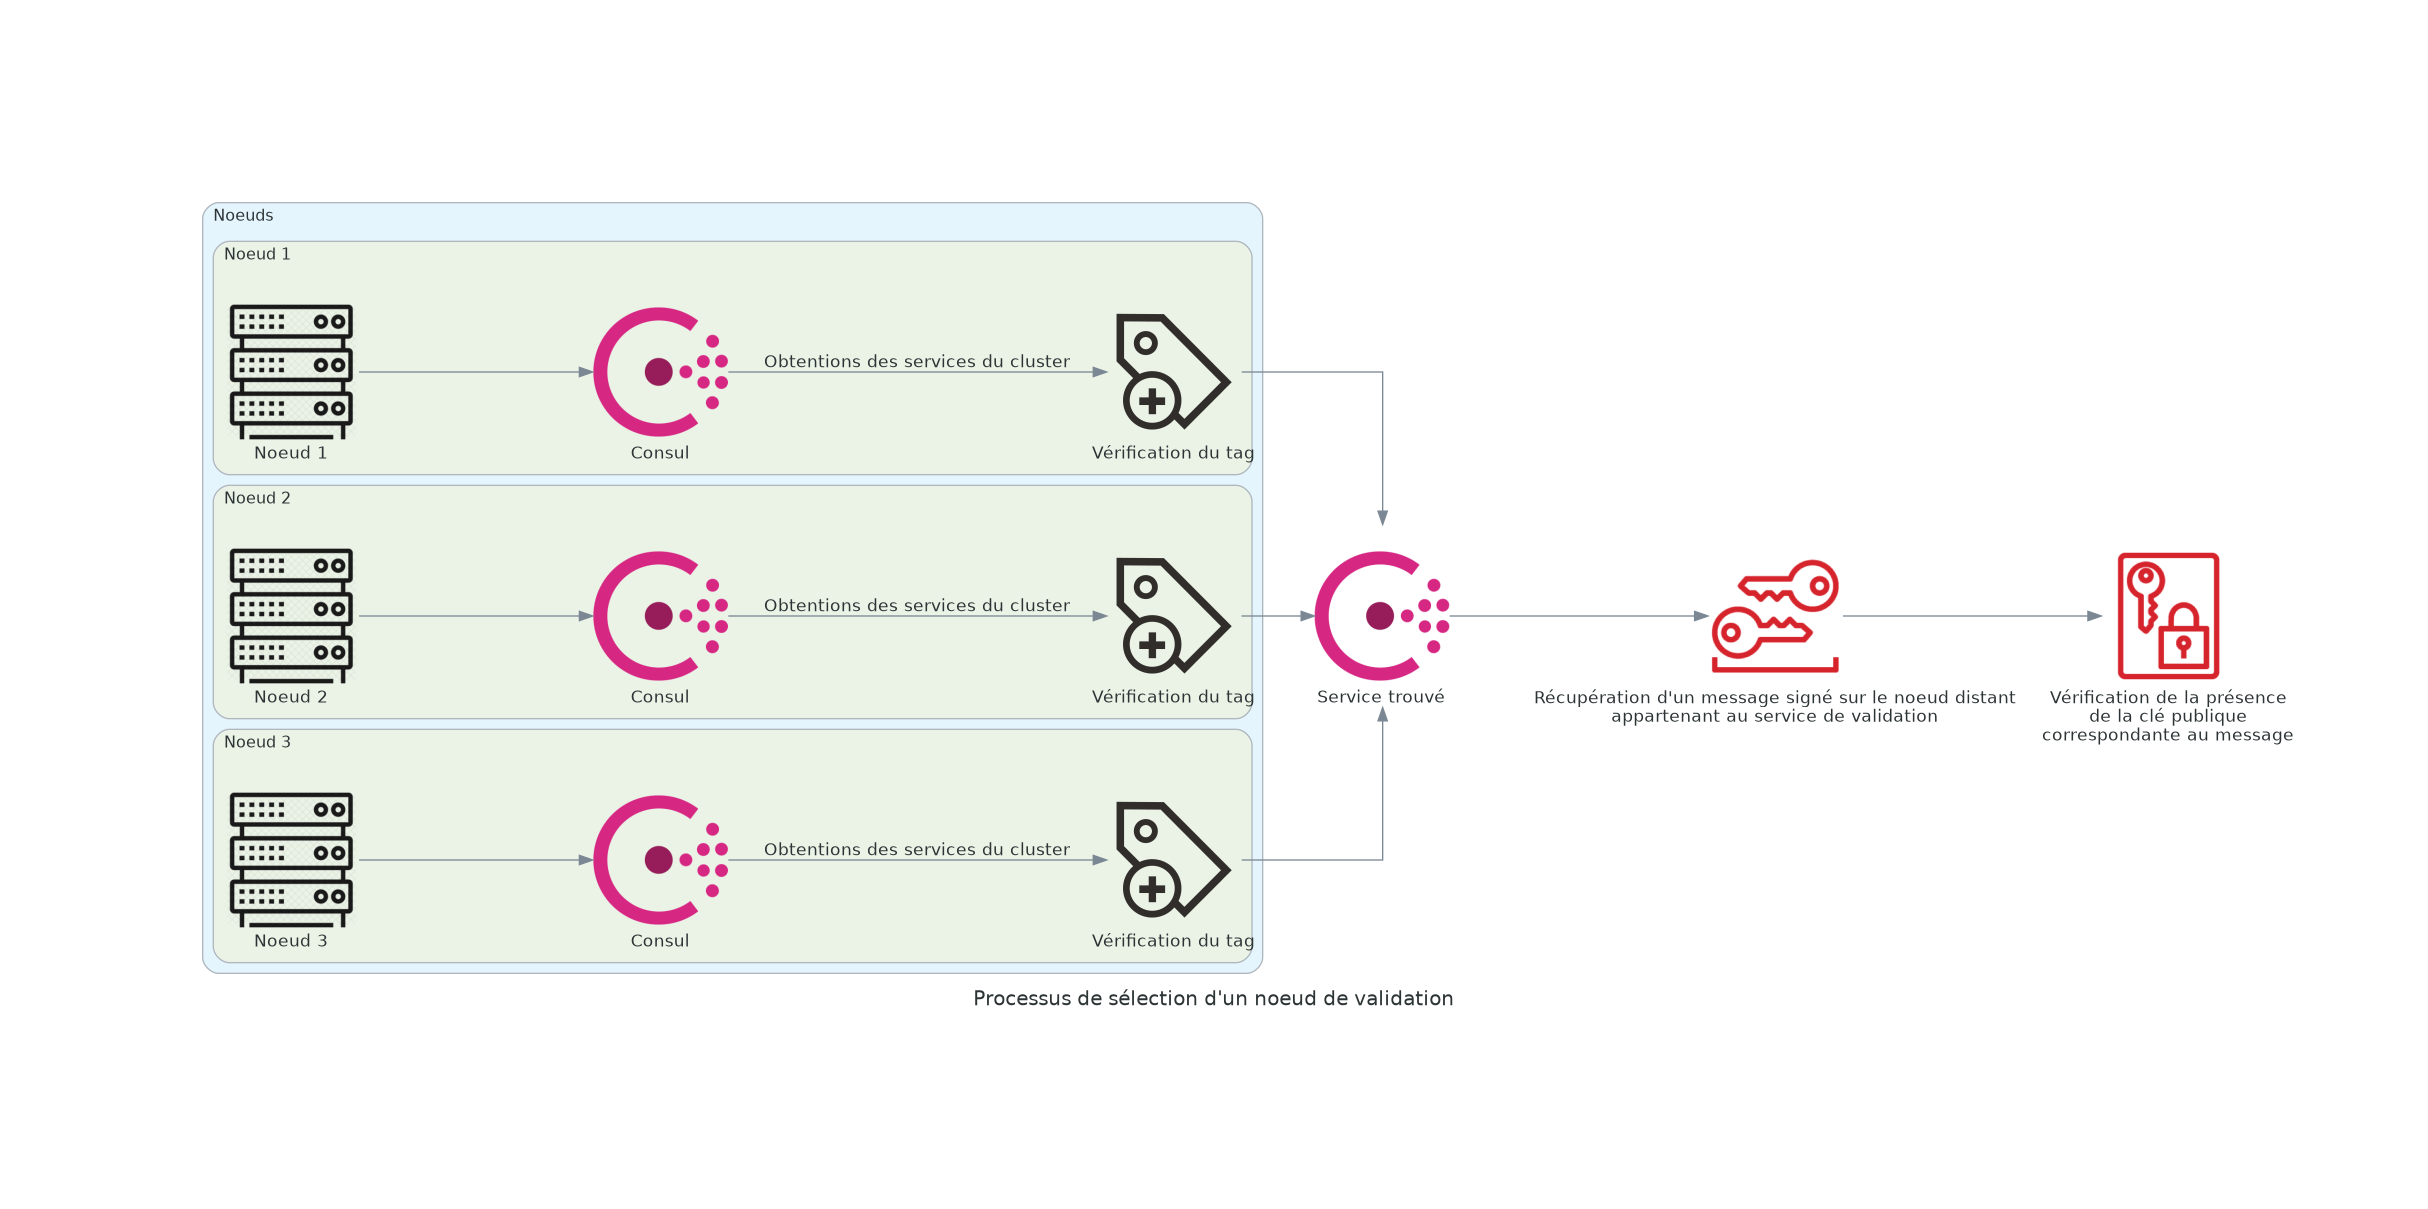 Noeuds
Noeud 1
Obtentions des services du cluster
Noeud 1
Consul
Vérification du tag
Noeud 2
Obtentions des services du cluster
Noeud 2
Consul
Vérification du tag
Noeud 3
Obtentions des services du cluster
Noeud 3
Consul
Vérification du tag
Service trouvé
Récupération d'un message signé sur le noeud distant
appartenant au service de validation
Vérification de la présence
de la clé publique
correspondante au message
Processus de sélection d'un noeud de validation